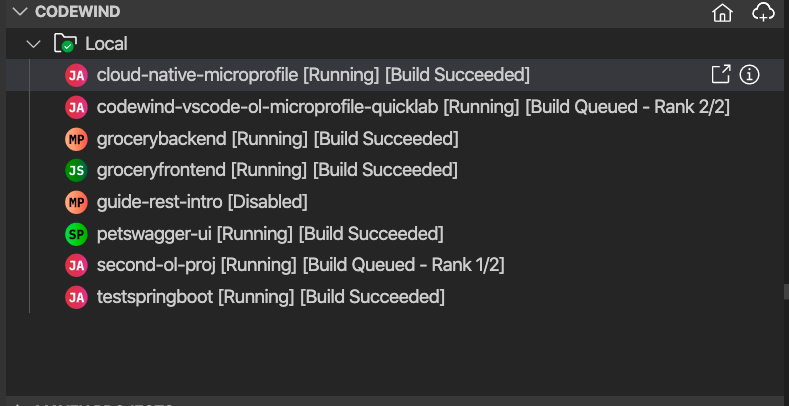 CODEWIND
Local
JA cloud-native-microprofile [Running] [Build Succeeded]
JA codewind-vscode-ol-microprofile-quicklab [Running] [Build Queued - Rank 2/2]
MP grocerybackend [Running] [Build Succeeded]
JS groceryfrontend [Running] [Build Succeeded]
MP guide-rest-intro [Disabled]
SP petswagger-ui [Running] [Build Succeeded]
JA second-ol-proj [Running] [Build Queued - Rank 1/2]
JA testspringboot [Running] [Build Succeeded]